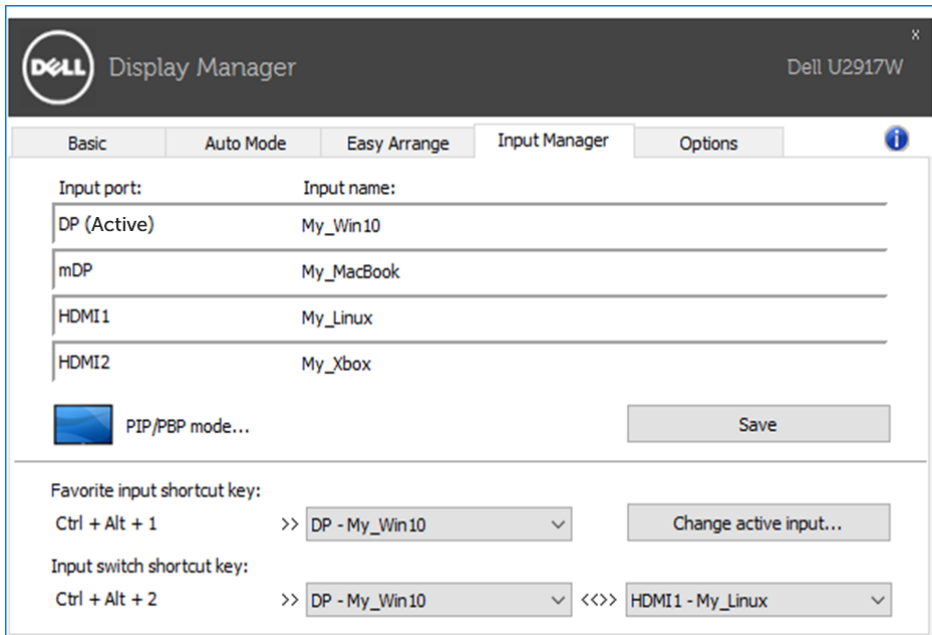 x
DELL Display Manager Dell U2917W
Basic Auto Mode Easy Arrange Input Manager Options i
Input port: Input name:
DP (Active) My_Win10
mDP My_MacBook
HDMI1 My_Linux
HDMI2 My_Xbox
PIP/PBP mode... Save
Favorite input shortcut key:
Ctrl + Alt + 1 >> DP - My_Win10 Change active input...
Input switch shortcut key:
Ctrl + Alt + 2 >> DP - My_Win10 <<>> HDMI1 - My_Linux